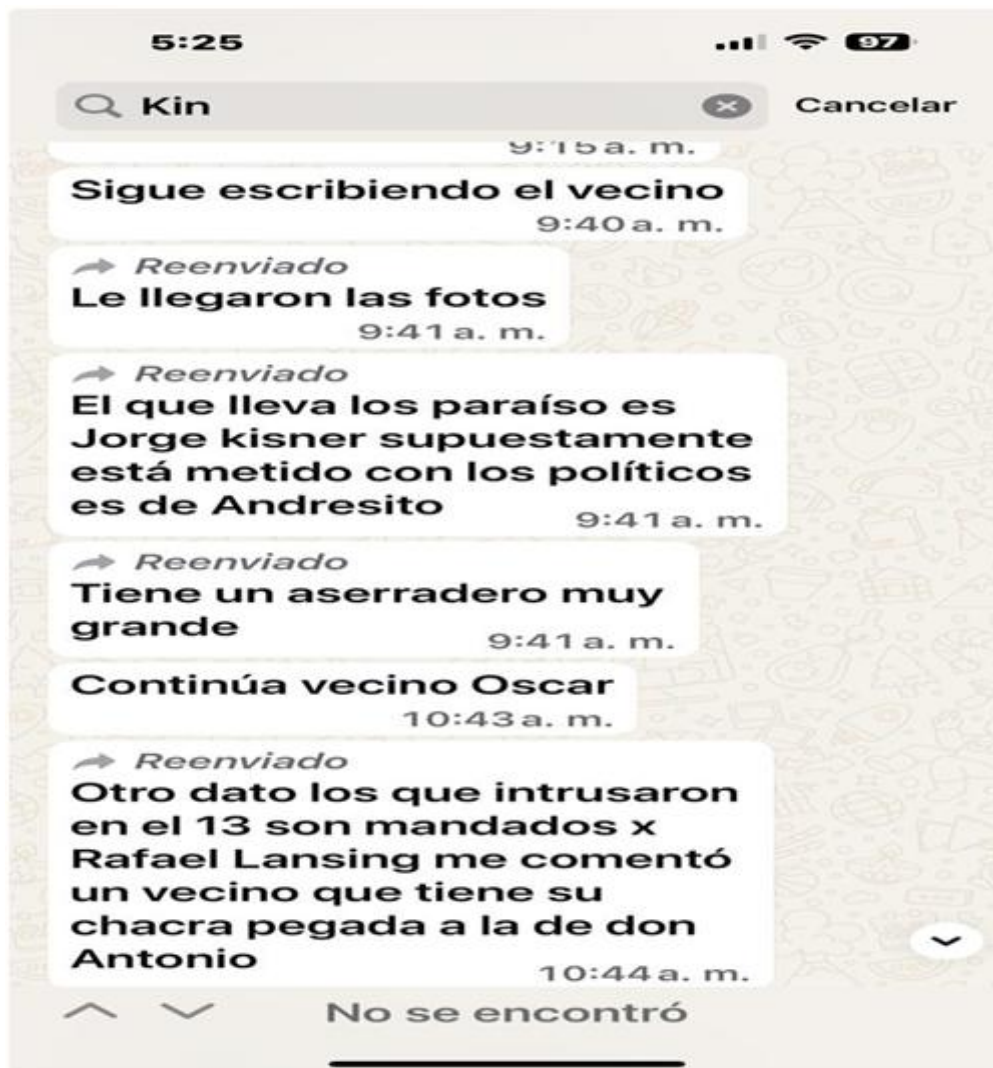 5:25
97
Kin
Cancelar
9:15 a. m.
Sigue escribiendo el vecino
9:40 a. m.
Reenviado
Le llegaron las fotos
9:41 a. m.
Reenviado
El que lleva los paraíso es
Jorge kisner supuestamente
está metido con los políticos
es de Andresito
9:41 a. m.
Reenviado
Tiene un aserradero muy
grande
9:41 a. m.
Continúa vecino Oscar
10:43 a. m.
Reenviado
Otro dato los que intrusaron
en el 13 son mandados x
Rafael Lansing me comentó
un vecino que tiene su
chacra pegada a la de don
Antonio
10:44 a. m.
No se encontró